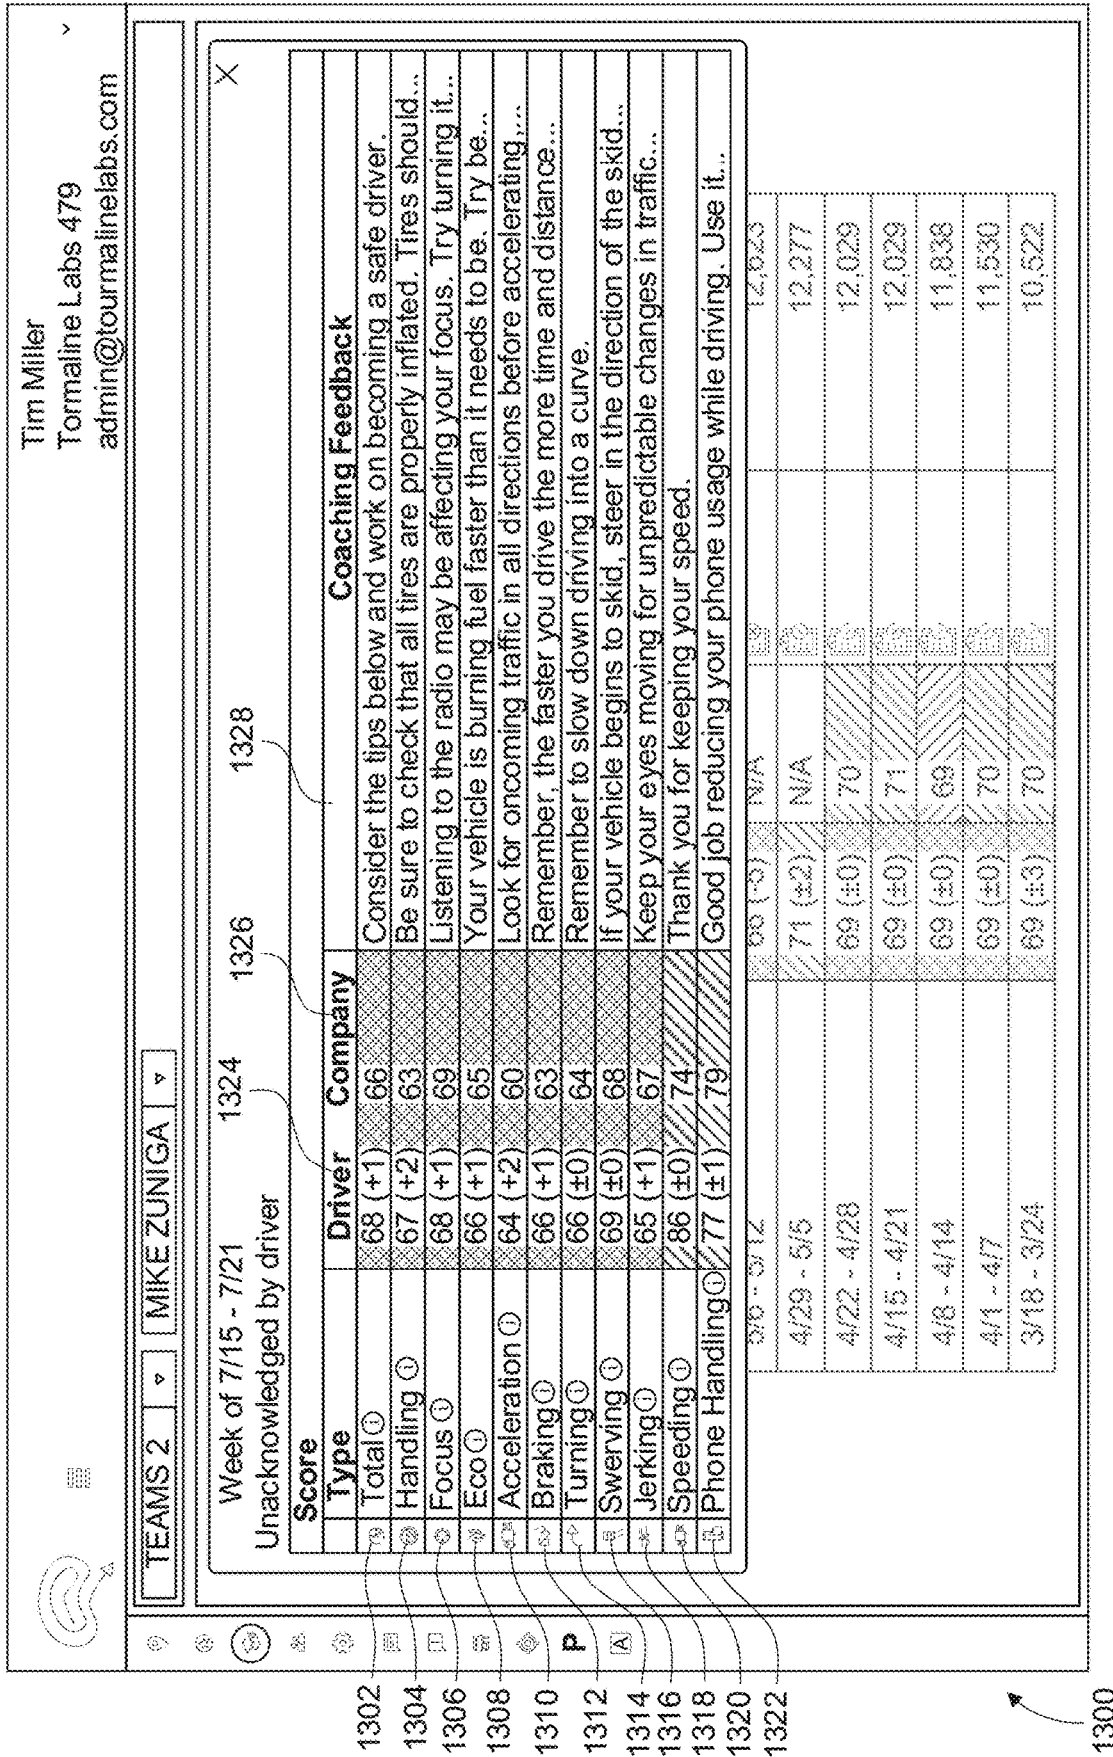 Tim Miller
Tormaline Labs 479
admin@tourmalinelabs.com
TEAMS 2
MIKE ZUNIGA
Week of 7/15 - 7/21
Unacknowledged by driver
1324
1326
1328
Score
Type Driver Company Coaching Feedback
1302 Total 68 (+1) 66 Consider the tips below and work on becoming a safe driver.
1304 Handling 67 (+2) 63 Be sure to check that all tires are properly inflated. Tires should...
1306 Focus 68 (+1) 69 Listening to the radio may be affecting your focus. Try turning it...
1308 Eco 66 (+1) 65 Your vehicle is burning fuel faster than it needs to be. Try be...
1310 Acceleration 64 (+2) 60 Look for oncoming traffic in all directions before accelerating,...
1312 Braking 66 (+1) 63 Remember, the faster you drive the more time and distance...
1314 Turning 66 (±0) 64 Remember to slow down driving into a curve.
1316 Swerving 69 (±0) 68 If your vehicle begins to skid, steer in the direction of the skid...
1318 Jerking 65 (+1) 67 Keep your eyes moving for unpredictable changes in traffic...
1320 Speeding 86 (±0) 74 Thank you for keeping your speed.
1322 Phone Handling 77 (±1) 79 Good job reducing your phone usage while driving. Use it...
P
A
5/6 - 5/12 N/A
4/29 - 5/5 71 (±2) N/A 12,277
4/22 - 4/28 69 (±0) 70 12,029
4/15 - 4/21 69 (±0) 71 12,029
4/8 - 4/14 69 (±0) 69 11,838
4/1 - 4/7 69 (±0) 70 11,530
3/18 - 3/24 69 (±3) 70 10,522
1300